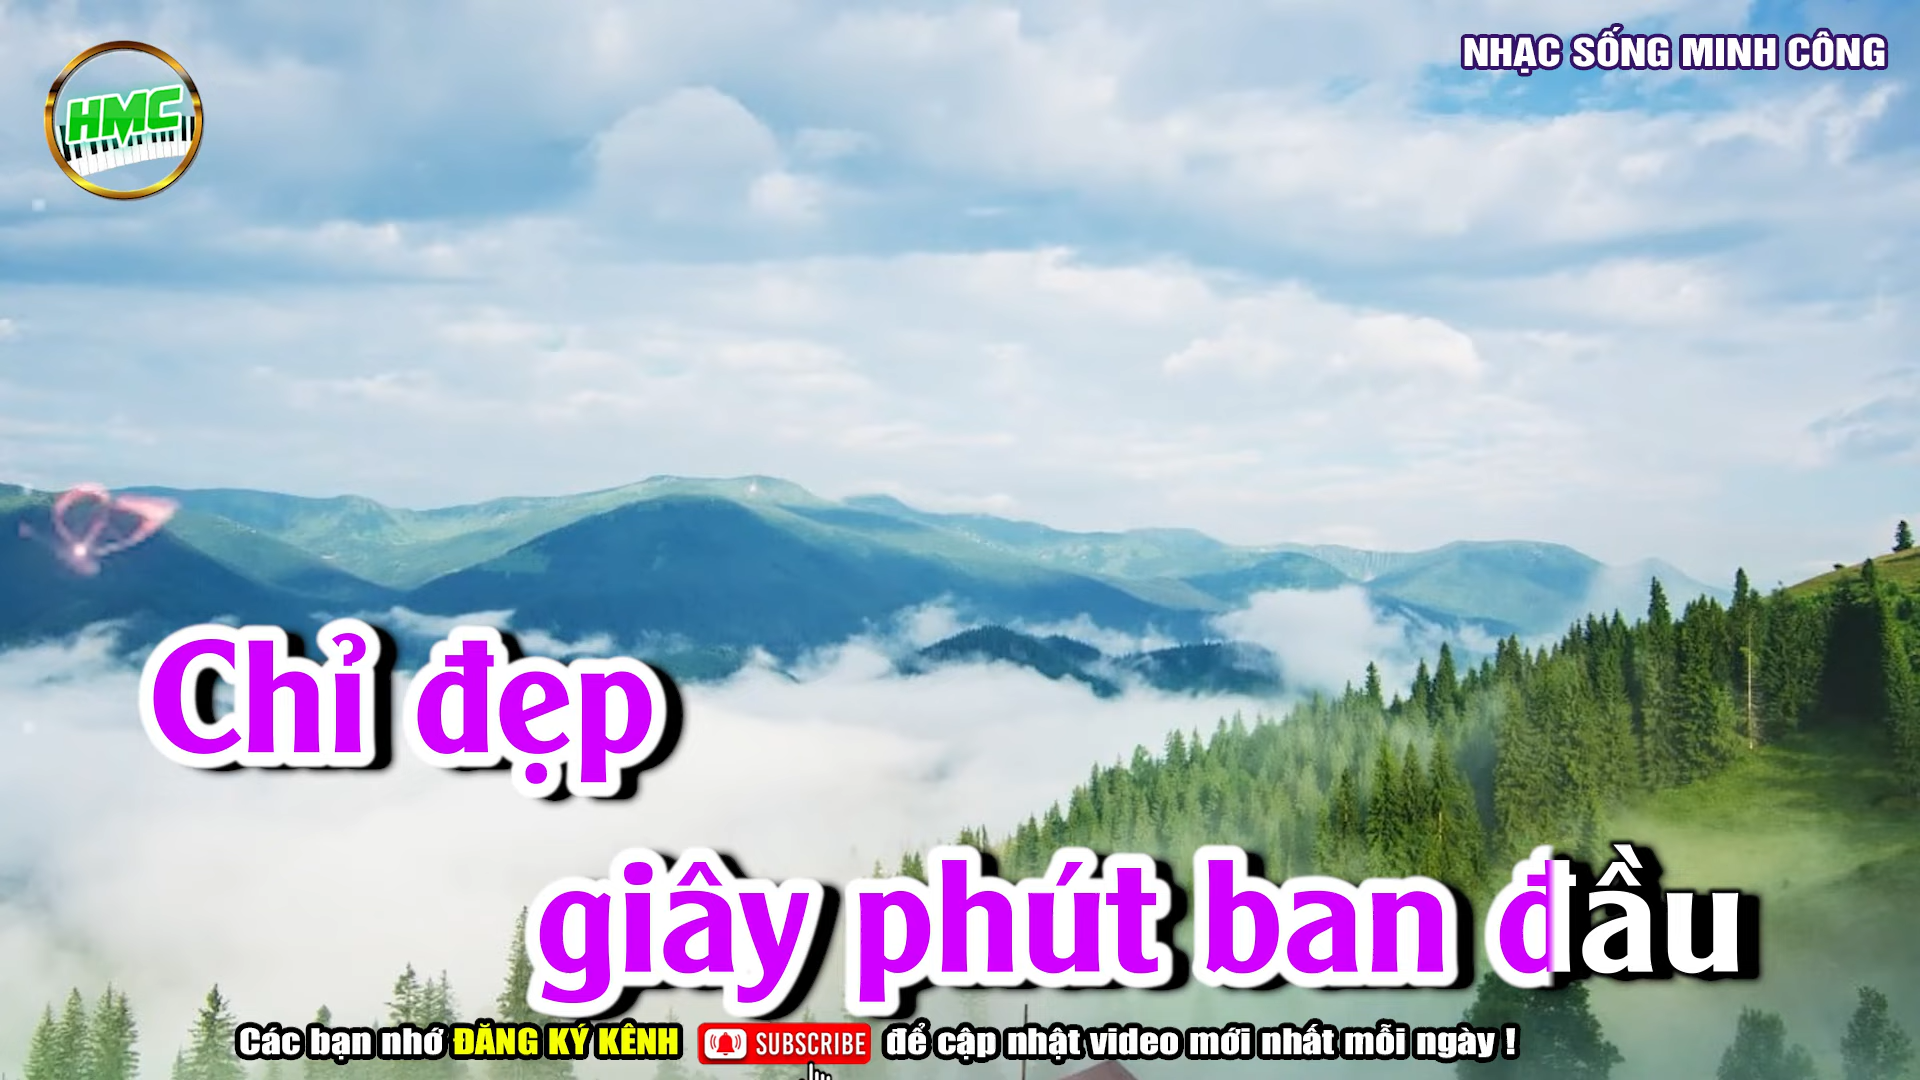 NHẠC SỐNG MINH CÔNG
HMC
Chỉ đẹp
giây phút ban đầu
Các bạn nhớ ĐĂNG KÝ KÊNH SUBSCRIBE để cập nhật video mới nhất mỗi ngày !